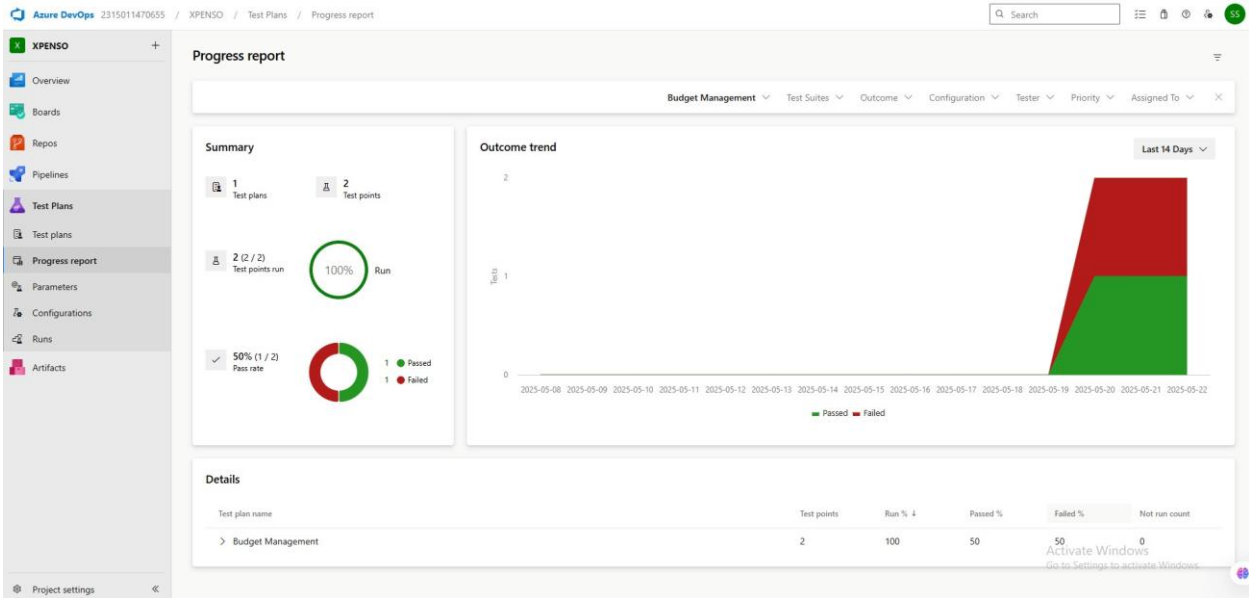 Azure DevOps 2315011470655 / XPENSO / Test Plans / Progress report
Search
SS
X XPENSO +
Overview
Boards
Repos
Pipelines
Test Plans
Test plans
Progress report
Parameters
Configurations
Runs
Artifacts
Project settings
Progress report
Budget Management Test Suites Outcome Configuration Tester Priority Assigned To
Summary
1
Test plans
2
Test points
2 (2 / 2)
Test points run
100%
Run
50% (1 / 2)
Pass rate
1 Passed
1 Failed
Outcome trend
Last 14 Days
2
Tests
1
0
2025-05-08 2025-05-09 2025-05-10 2025-05-11 2025-05-12 2025-05-13 2025-05-14 2025-05-15 2025-05-16 2025-05-17 2025-05-18 2025-05-19 2025-05-20 2025-05-21 2025-05-22
Passed Failed
Details
Test plan name Test points Run % ↓ Passed % Failed % Not run count
Budget Management 2 100 50 50 0
Activate Windows
Go to Settings to activate Windows.